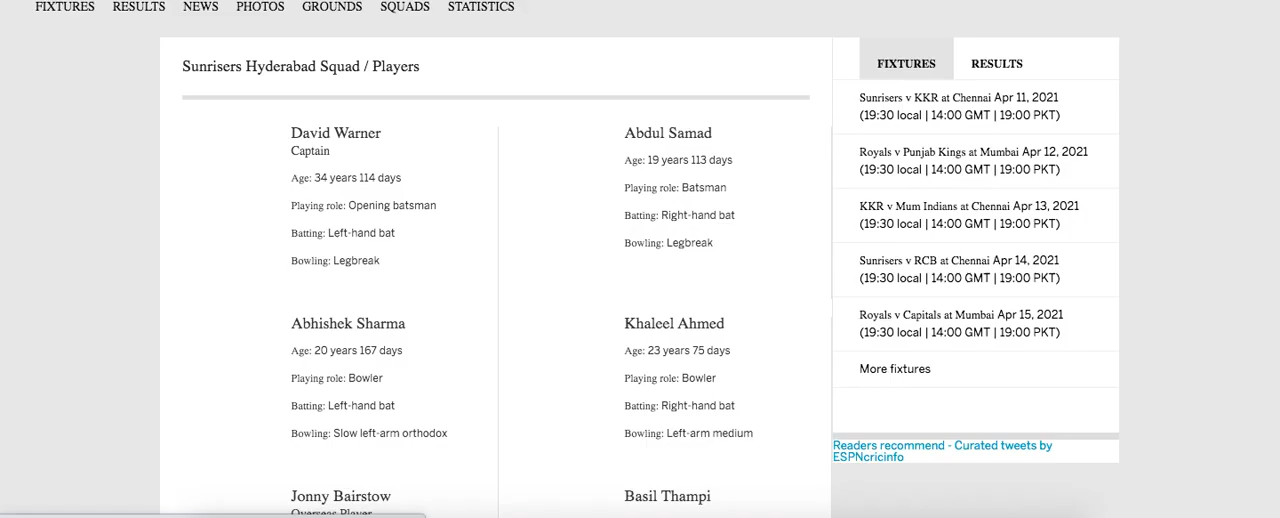 FIXTURES RESULTS NEWS PHOTOS GROUNDS SQUADS STATISTICS
Sunrisers Hyderabad Squad / Players
David Warner
Captain
Age: 34 years 114 days
Playing role: Opening batsman
Batting: Left-hand bat
Bowling: Legbreak
Abdul Samad
Age: 19 years 113 days
Playing role: Batsman
Batting: Right-hand bat
Bowling: Legbreak
Abhishek Sharma
Age: 20 years 167 days
Playing role: Bowler
Batting: Left-hand bat
Bowling: Slow left-arm orthodox
Khaleel Ahmed
Age: 23 years 75 days
Playing role: Bowler
Batting: Right-hand bat
Bowling: Left-arm medium
Jonny Bairstow
Overseas Player
Basil Thampi
FIXTURES RESULTS
Sunrisers v KKR at Chennai Apr 11, 2021
(19:30 local | 14:00 GMT | 19:00 PKT)
Royals v Punjab Kings at Mumbai Apr 12, 2021
(19:30 local | 14:00 GMT | 19:00 PKT)
KKR v Mum Indians at Chennai Apr 13, 2021
(19:30 local | 14:00 GMT | 19:00 PKT)
Sunrisers v RCB at Chennai Apr 14, 2021
(19:30 local | 14:00 GMT | 19:00 PKT)
Royals v Capitals at Mumbai Apr 15, 2021
(19:30 local | 14:00 GMT | 19:00 PKT)
More fixtures
Readers recommend - Curated tweets by
ESPNcricinfo